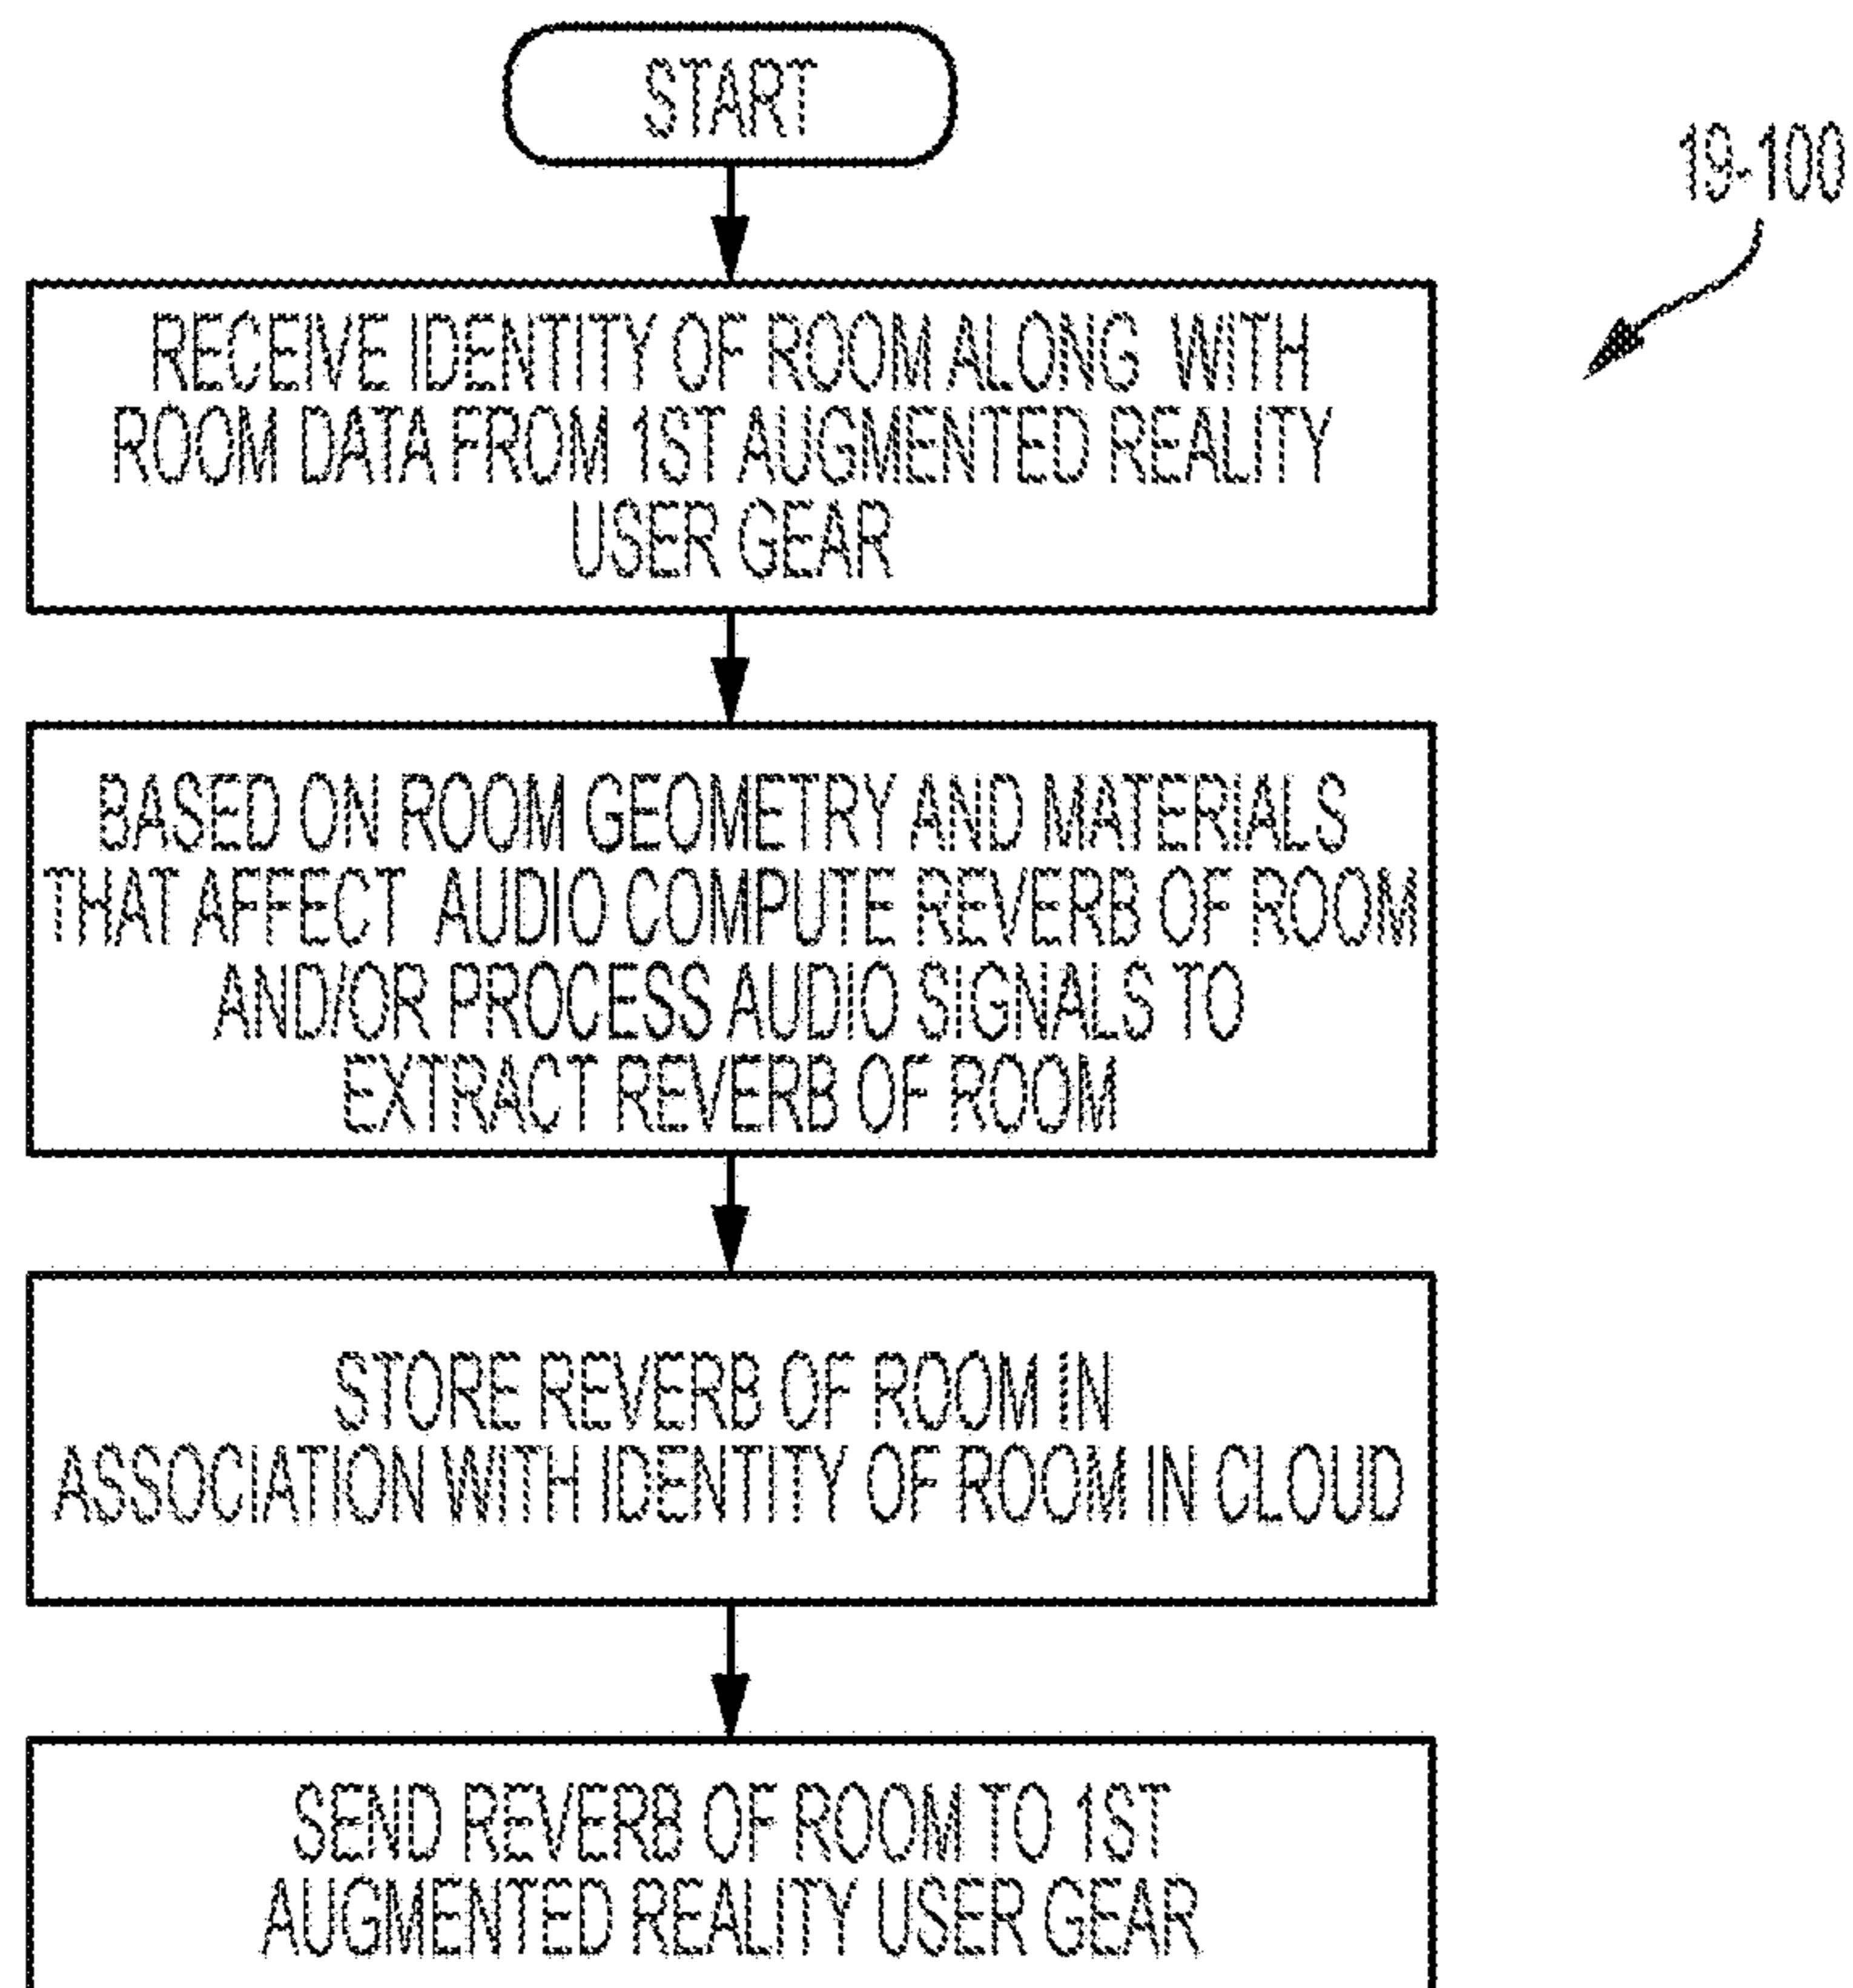 START
19-100
RECEIVE IDENTITY OF ROOM ALONG WITH
ROOM DATA FROM 1ST AUGMENTED REALITY
USER GEAR
BASED ON ROOM GEOMETRY AND MATERIALS
THAT AFFECT AUDIO COMPUTE REVERB OF ROOM
AND/OR PROCESS AUDIO SIGNALS TO
EXTRACT REVERB OF ROOM
STORE REVERB OF ROOM IN
ASSOCIATION WITH IDENTITY OF ROOM IN CLOUD
SEND REVERB OF ROOM TO 1ST
AUGMENTED REALITY USER GEAR